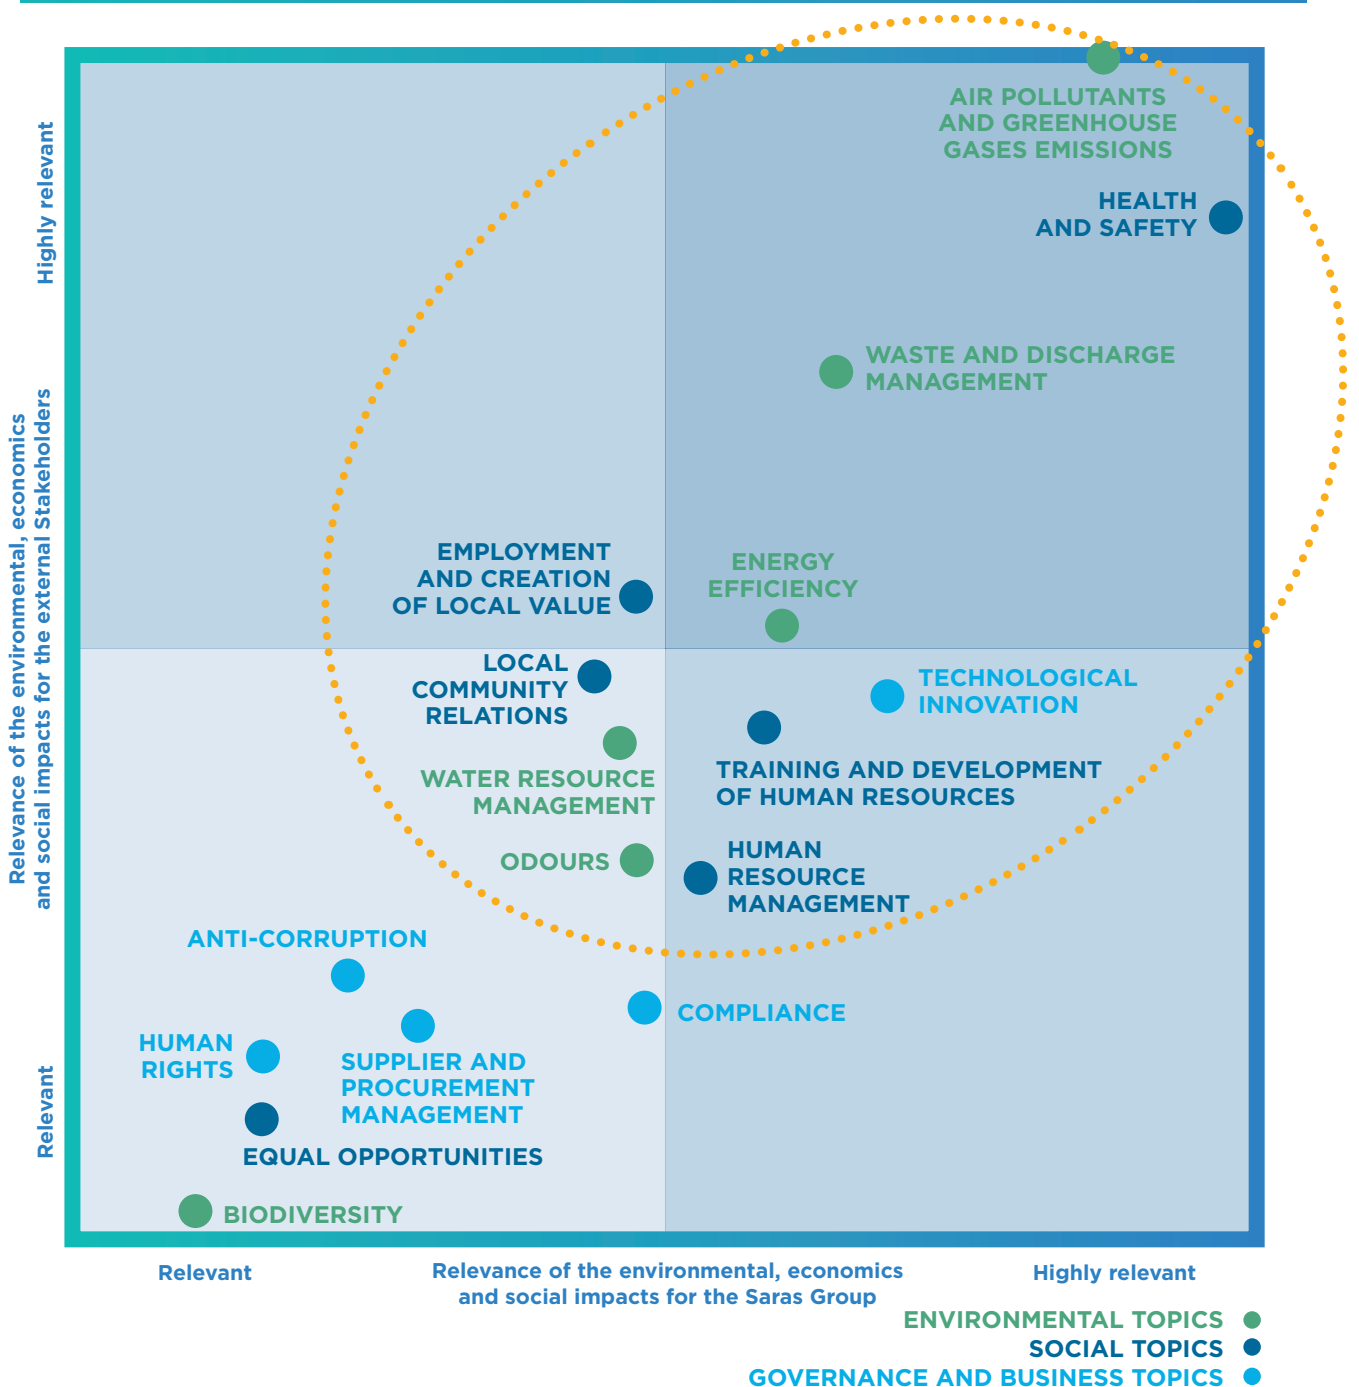 AIR POLLUTANTS
AND GREENHOUSE
GASES EMISSIONS
HEALTH
AND SAFETY
WASTE AND DISCHARGE
MANAGEMENT
EMPLOYMENT
AND CREATION
OF LOCAL VALUE
ENERGY
EFFICIENCY
LOCAL
COMMUNITY
RELATIONS
TECHNOLOGICAL
INNOVATION
WATER RESOURCE
MANAGEMENT
TRAINING AND DEVELOPMENT
OF HUMAN RESOURCES
ODOURS
HUMAN
RESOURCE
MANAGEMENT
ANTI-CORRUPTION
COMPLIANCE
HUMAN
RIGHTS
SUPPLIER AND
PROCUREMENT
MANAGEMENT
EQUAL OPPORTUNITIES
BIODIVERSITY
Highly relevant
Relevance of the environmental, economics
and social impacts for the external Stakeholders
Relevant
Relevant
Relevance of the environmental, economics
and social impacts for the Saras Group
Highly relevant
ENVIRONMENTAL TOPICS
SOCIAL TOPICS
GOVERNANCE AND BUSINESS TOPICS